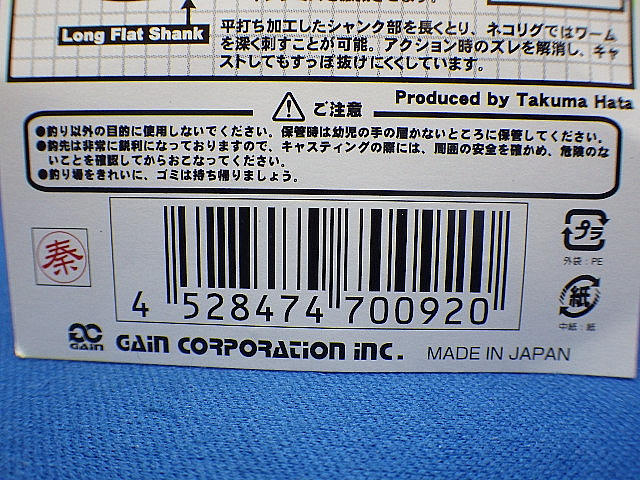 Long Flat Shank
平打ち加工したシャンク部を長くとり、ネコリグではワーム
を深く刺すことが可能。アクション時のズレを解消し、キャ
ストしてもすっぽ抜けにくくしています。
Produced by Takuma Hata
ご注意
●釣り以外の目的に使用しないでください。保管時は幼児の手の届かないところに保管してください。
●釣先は非常に鋭利になっておりますので、キャスティングの際には、周囲の安全を確かめ、危険のな
いことを確認してからおこなってください。
●釣り場をきれいに、ゴミは持ち帰りましょう。
秦
4 528474 700920
プラ
外袋:PE
紙
中紙:紙
GAIN
GAIN CORPORATION INC.
MADE IN JAPAN